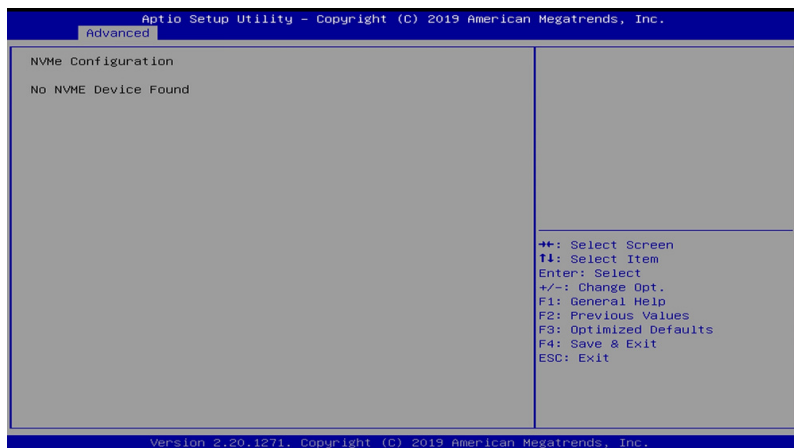 Aptio Setup Utility – Copyright (C) 2019 American Megatrends, Inc.
Advanced
NVMe Configuration
No NVME Device Found
→←: Select Screen
↑↓: Select Item
Enter: Select
+/-: Change Opt.
F1: General Help
F2: Previous Values
F3: Optimized Defaults
F4: Save & Exit
ESC: Exit
Version 2.20.1271. Copyright (C) 2019 American Megatrends, Inc.